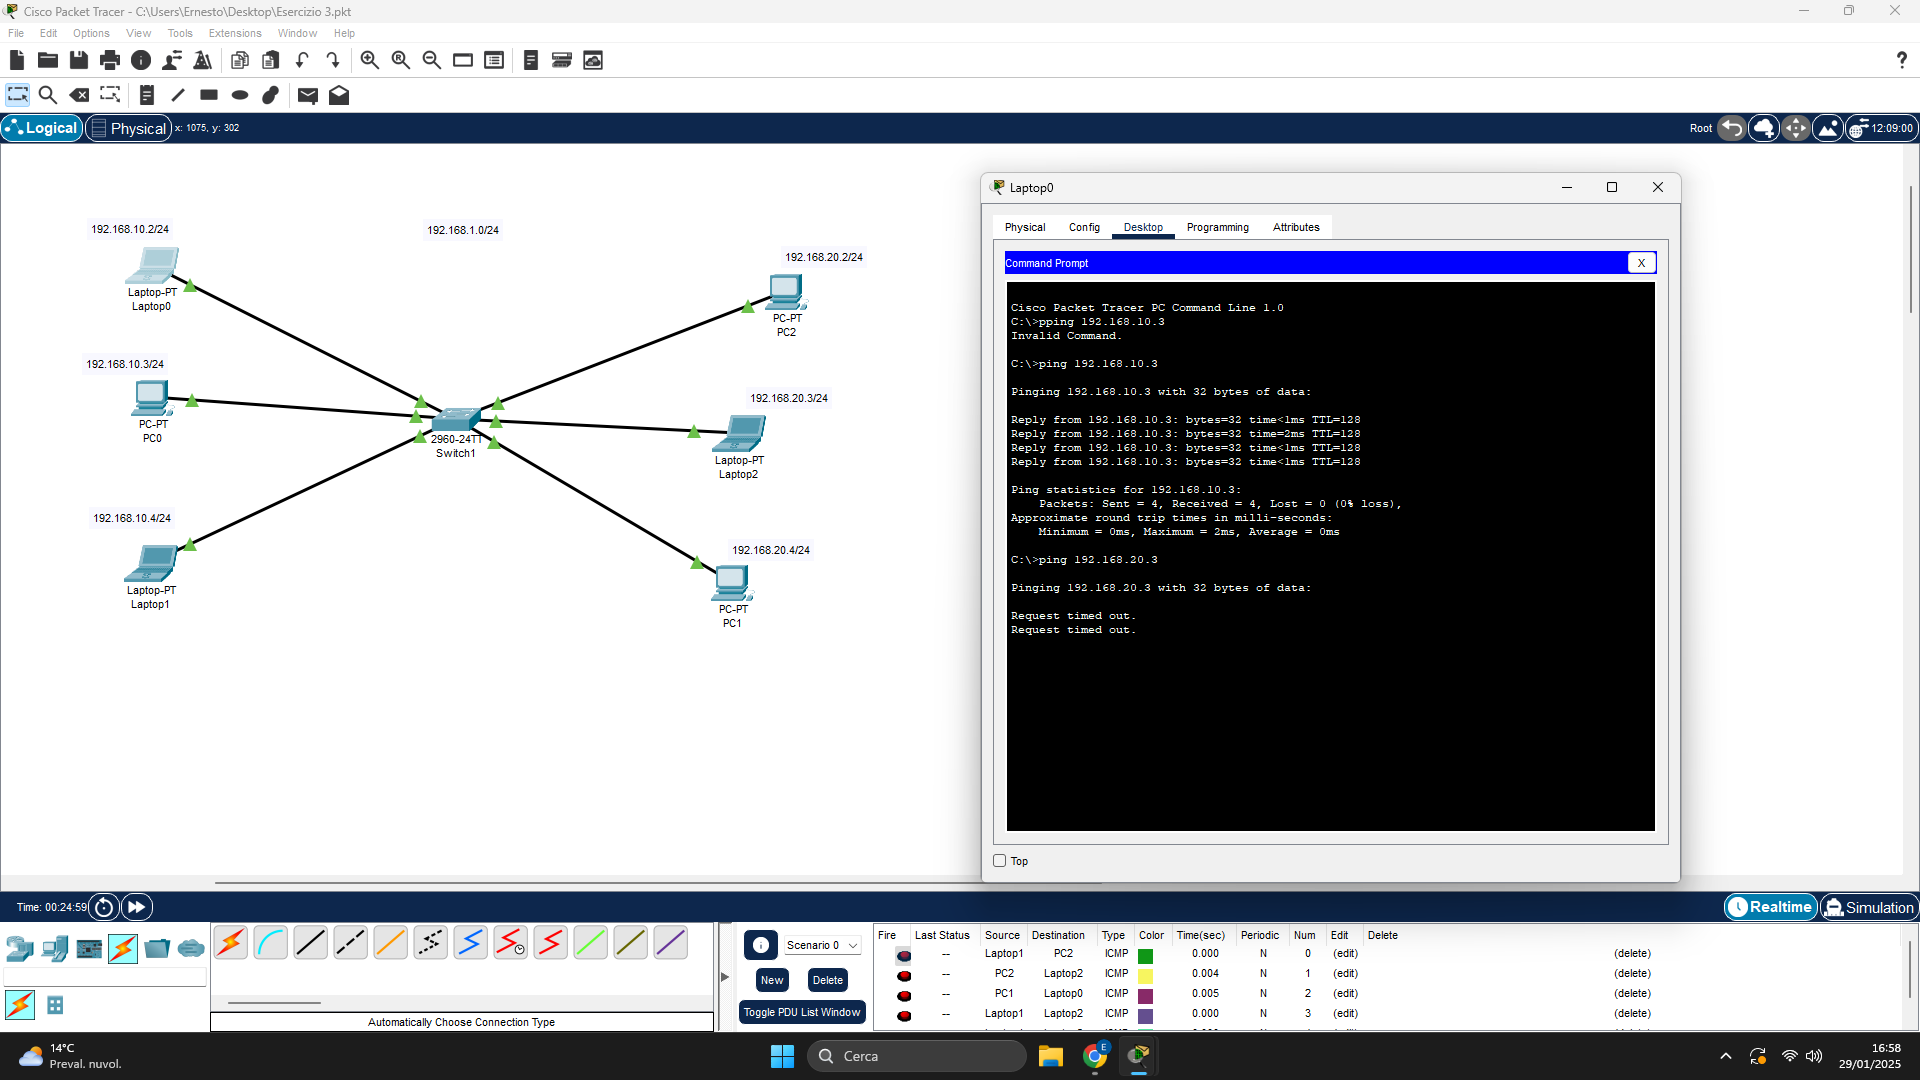 Cisco Packet Tracer - C:\Users\Ernesto\Desktop\Esercizio 3.pkt
File Edit Options View Tools Extensions Window Help
Logical Physical x: 1075, y: 302
Root 12:09:00
192.168.10.2/24
Laptop-PT
Laptop0
192.168.1.0/24
192.168.20.2/24
PC-PT
PC2
192.168.10.3/24
PC-PT
PC0
2960-24TT
Switch1
192.168.20.3/24
Laptop-PT
Laptop2
192.168.10.4/24
Laptop-PT
Laptop1
192.168.20.4/24
PC-PT
PC1
Laptop0
Physical Config Desktop Programming Attributes
Command Prompt X
Cisco Packet Tracer PC Command Line 1.0
C:\>pping 192.168.10.3
Invalid Command.
C:\>ping 192.168.10.3
Pinging 192.168.10.3 with 32 bytes of data:
Reply from 192.168.10.3: bytes=32 time<1ms TTL=128
Reply from 192.168.10.3: bytes=32 time=2ms TTL=128
Reply from 192.168.10.3: bytes=32 time<1ms TTL=128
Reply from 192.168.10.3: bytes=32 time<1ms TTL=128
Ping statistics for 192.168.10.3:
Packets: Sent = 4, Received = 4, Lost = 0 (0% loss),
Approximate round trip times in milli-seconds:
Minimum = 0ms, Maximum = 2ms, Average = 0ms
C:\>ping 192.168.20.3
Pinging 192.168.20.3 with 32 bytes of data:
Request timed out.
Request timed out.
Top
Time: 00:24:59
Realtime Simulation
Automatically Choose Connection Type
Scenario 0
New Delete
Toggle PDU List Window
Fire Last Status Source Destination Type Color Time(sec) Periodic Num Edit Delete
-- Laptop1 PC2 ICMP 0.000 N 0 (edit) (delete)
-- PC2 Laptop2 ICMP 0.004 N 1 (edit) (delete)
-- PC1 Laptop0 ICMP 0.005 N 2 (edit) (delete)
-- Laptop1 Laptop2 ICMP 0.000 N 3 (edit) (delete)
14°C
Preval. nuvol.
Cerca
E
16:58
29/01/2025